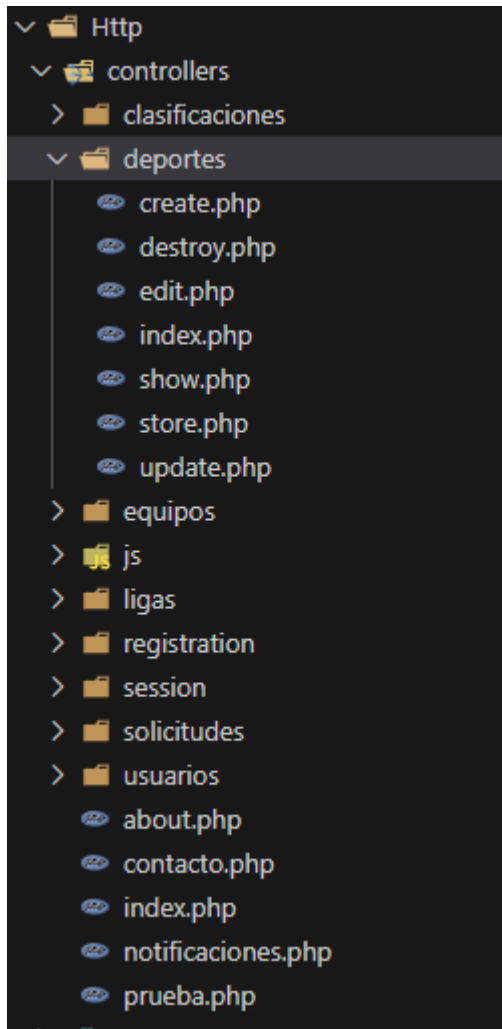 Http
controllers
clasificaciones
deportes
create.php
destroy.php
edit.php
index.php
show.php
store.php
update.php
equipos
JS js
ligas
registration
session
solicitudes
usuarios
about.php
contacto.php
index.php
notificaciones.php
prueba.php